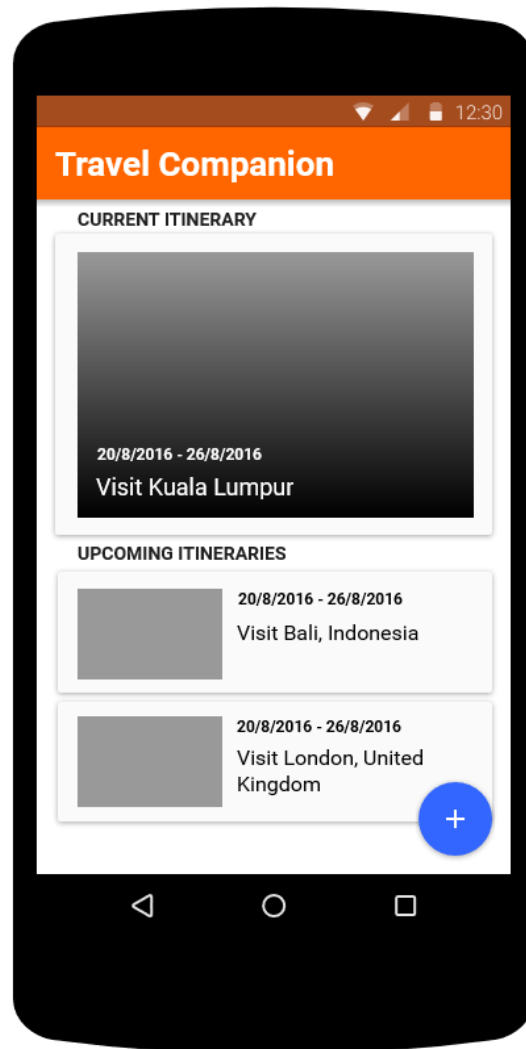 12:30
Travel Companion
CURRENT ITINERARY
20/8/2016 - 26/8/2016
Visit Kuala Lumpur
UPCOMING ITINERARIES
20/8/2016 - 26/8/2016
Visit Bali, Indonesia
20/8/2016 - 26/8/2016
Visit London, United
Kingdom
+